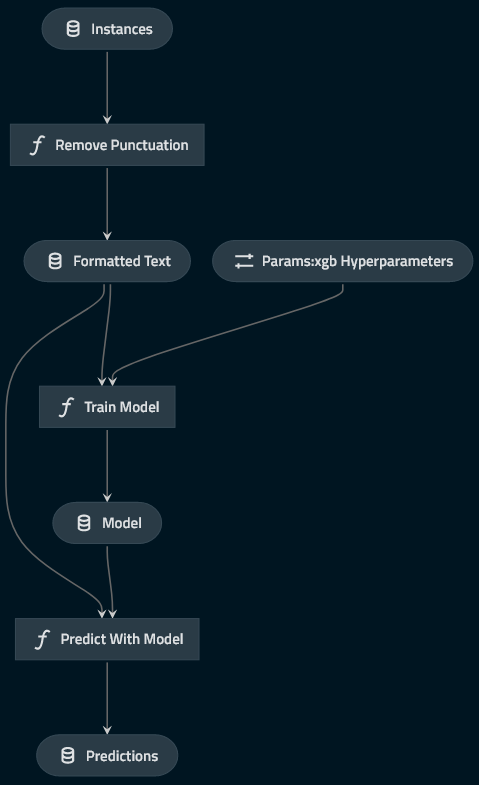 Instances
Remove Punctuation
Formatted Text
Params:xgb Hyperparameters
Train Model
Model
Predict With Model
Predictions